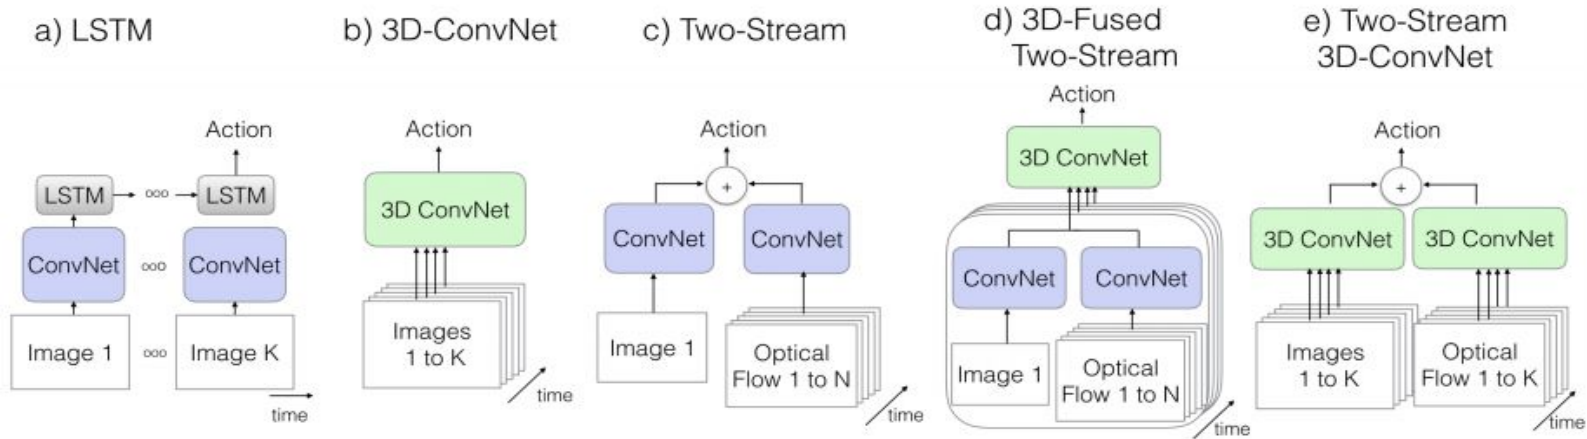 a) LSTM
Action
LSTM ooo LSTM
ConvNet ooo ConvNet
Image 1 ooo Image K
time
b) 3D-ConvNet
Action
3D ConvNet
Images
1 to K
time
c) Two-Stream
Action
+
ConvNet ConvNet
Image 1
Optical
Flow 1 to N
time
d) 3D-Fused
Two-Stream
Action
3D ConvNet
ConvNet ConvNet
Image 1
Optical
Flow 1 to N
time
e) Two-Stream
3D-ConvNet
Action
+
3D ConvNet 3D ConvNet
Images
1 to K
Optical
Flow 1 to K
time